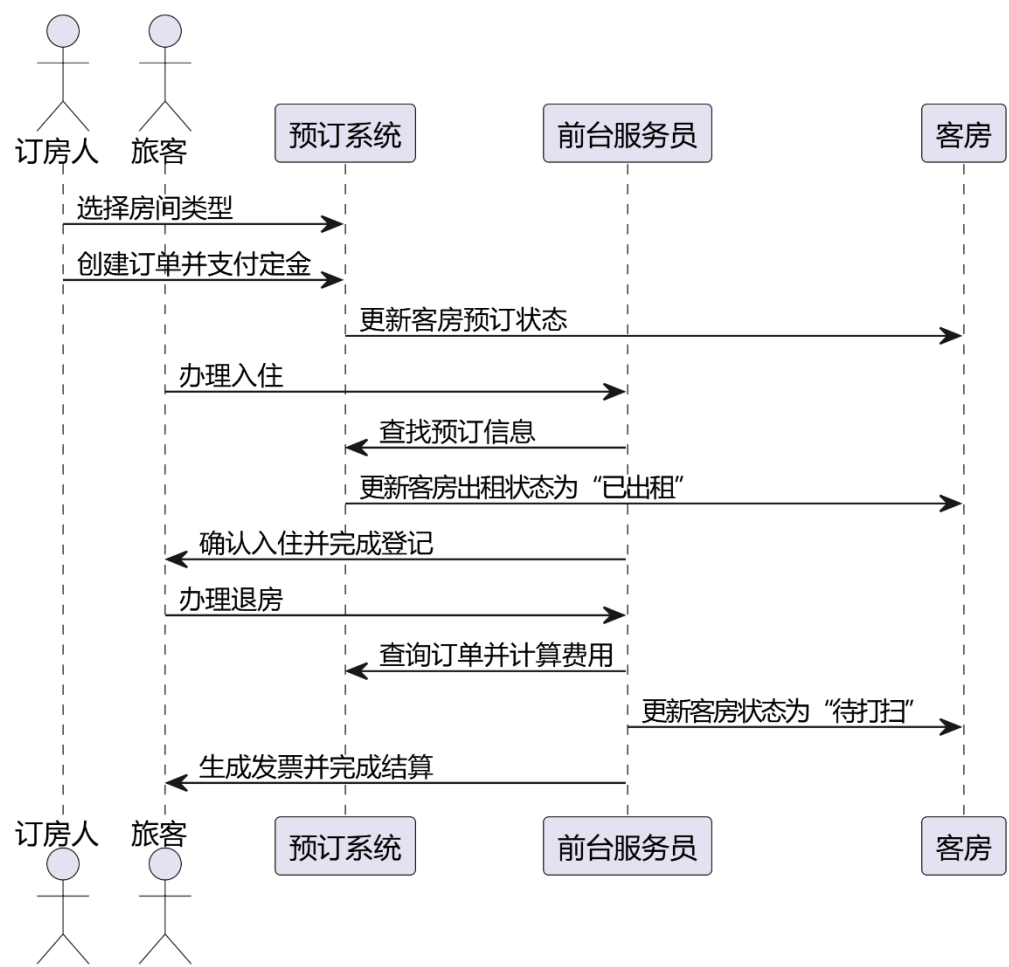 订房人
旅客
预订系统
前台服务员
客房
选择房间类型
创建订单并支付定金
更新客房预订状态
办理入住
查找预订信息
更新客房出租状态为“已出租”
确认入住并完成登记
办理退房
查询订单并计算费用
更新客房状态为“待打扫”
生成发票并完成结算
订房人
旅客
预订系统
前台服务员
客房